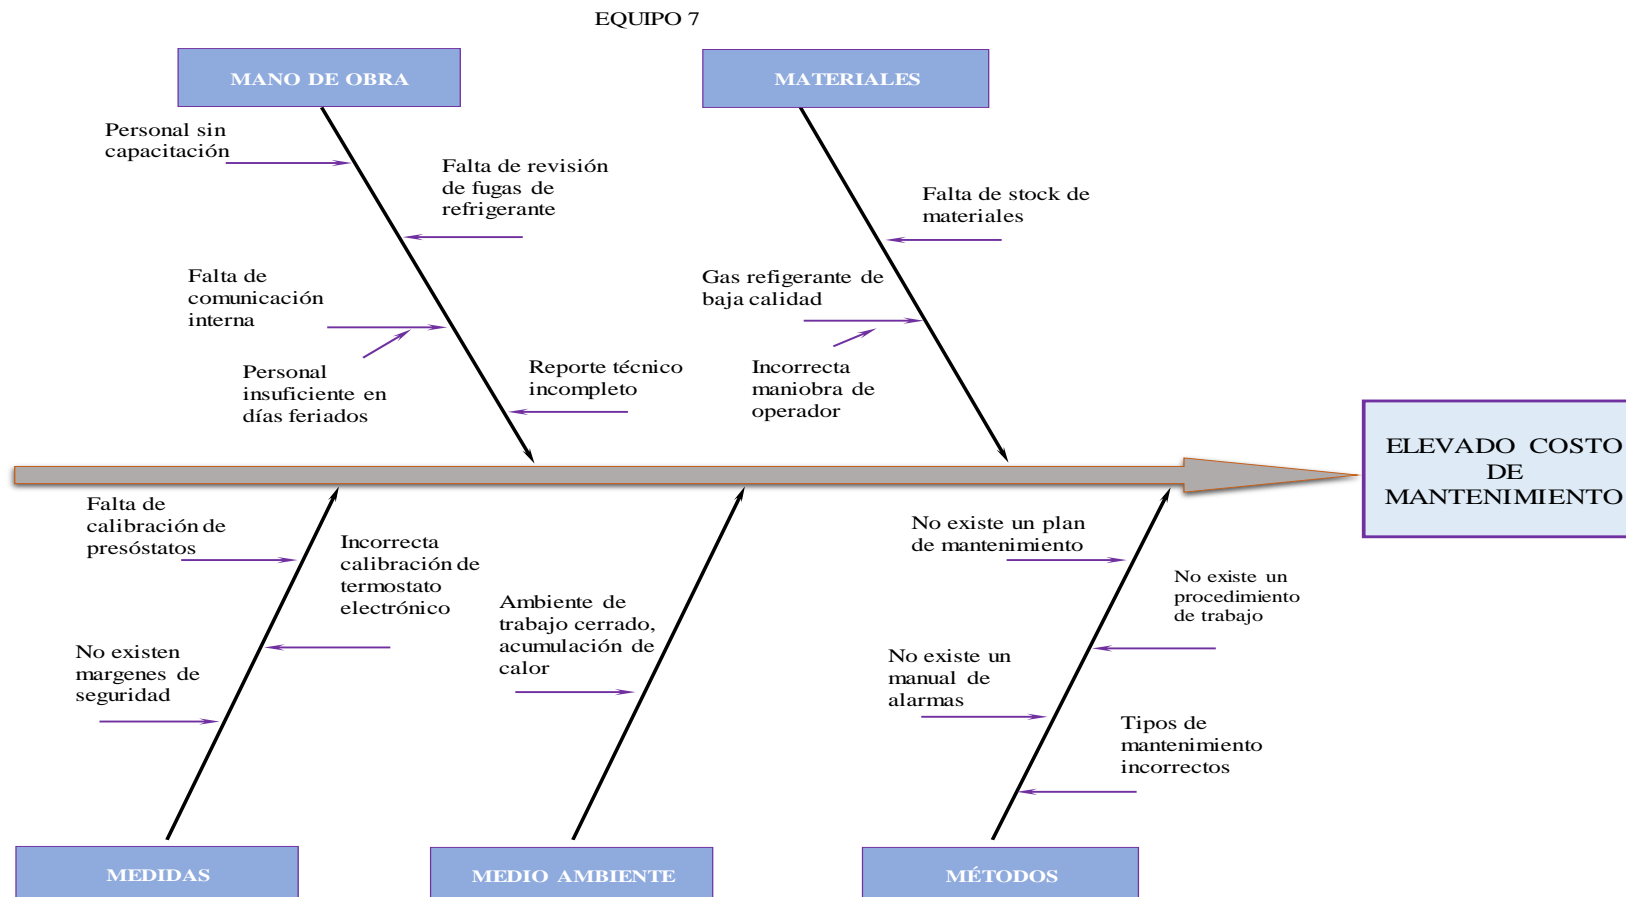 EQUIPO 7
MANO DE OBRA
MATERIALES
Personal sin
capacitación
Falta de revisión
de fugas de
refrigerante
Falta de stock de
materiales
Falta de
comunicación
interna
Gas refigerante de
baja calidad
Personal
insuficiente en
días feriados
Reporte técnico
incompleto
Incorrecta
maniobra de
operador
ELEVADO COSTO
DE
MANTENIMIENTO
Falta de
calibración de
presóstatos
Incorrecta
calibración de
termostato
electrónico
No existe un plan
de mantenimiento
No existe un
procedimiento
de trabajo
Ambiente de
trabajo cerrado,
acumulación de
calor
No existen
margenes de
seguridad
No existe un
manual de
alarmas
Tipos de
mantenimiento
incorrectos
MEDIDAS
MEDIO AMBIENTE
MÉTODOS